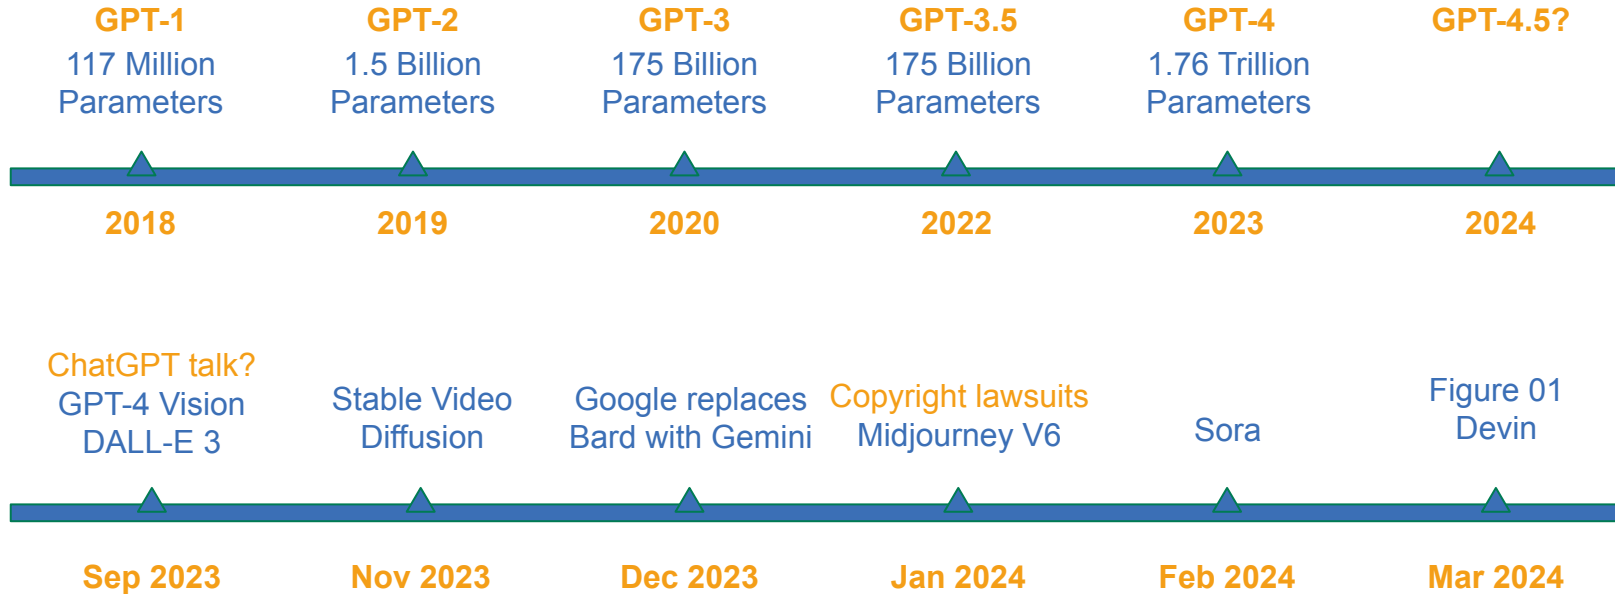 GPT-1
117 Million
Parameters
GPT-2
1.5 Billion
Parameters
GPT-3
175 Billion
Parameters
GPT-3.5
175 Billion
Parameters
GPT-4
1.76 Trillion
Parameters
GPT-4.5?
2018
2019
2020
2022
2023
2024
ChatGPT talk?
GPT-4 Vision
DALL-E 3
Stable Video
Diffusion
Google replaces
Bard with Gemini
Copyright lawsuits
Midjourney V6
Sora
Figure 01
Devin
Sep 2023
Nov 2023
Dec 2023
Jan 2024
Feb 2024
Mar 2024